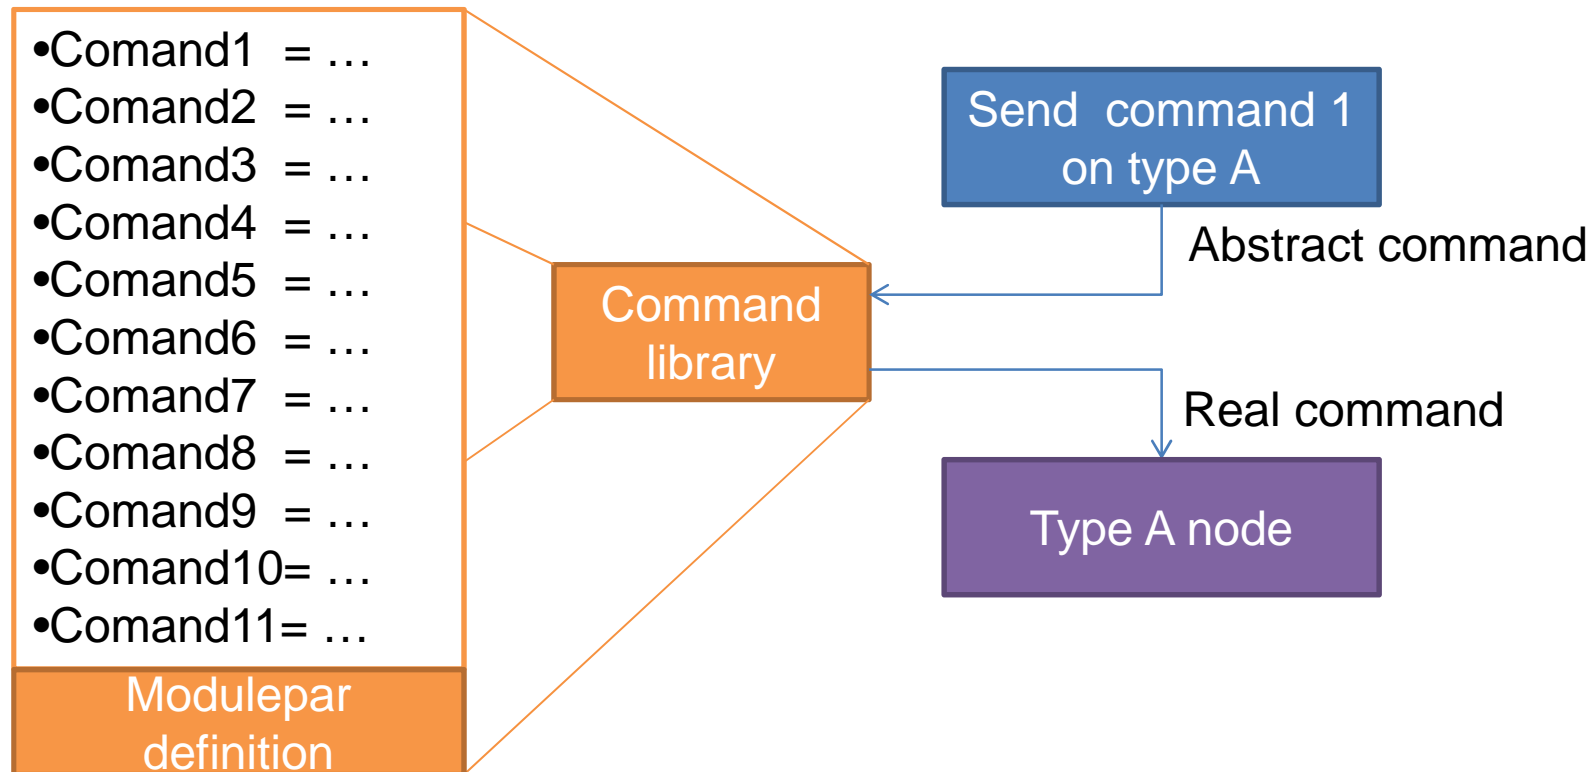 •Comand1 = …
•Comand2 = …
•Comand3 = …
•Comand4 = …
•Comand5 = …
•Comand6 = …
•Comand7 = …
•Comand8 = …
•Comand9 = …
•Comand10= …
•Comand11= …
Modulepar
definition
Command
library
Send command 1
on type A
Abstract command
Real command
Type A node